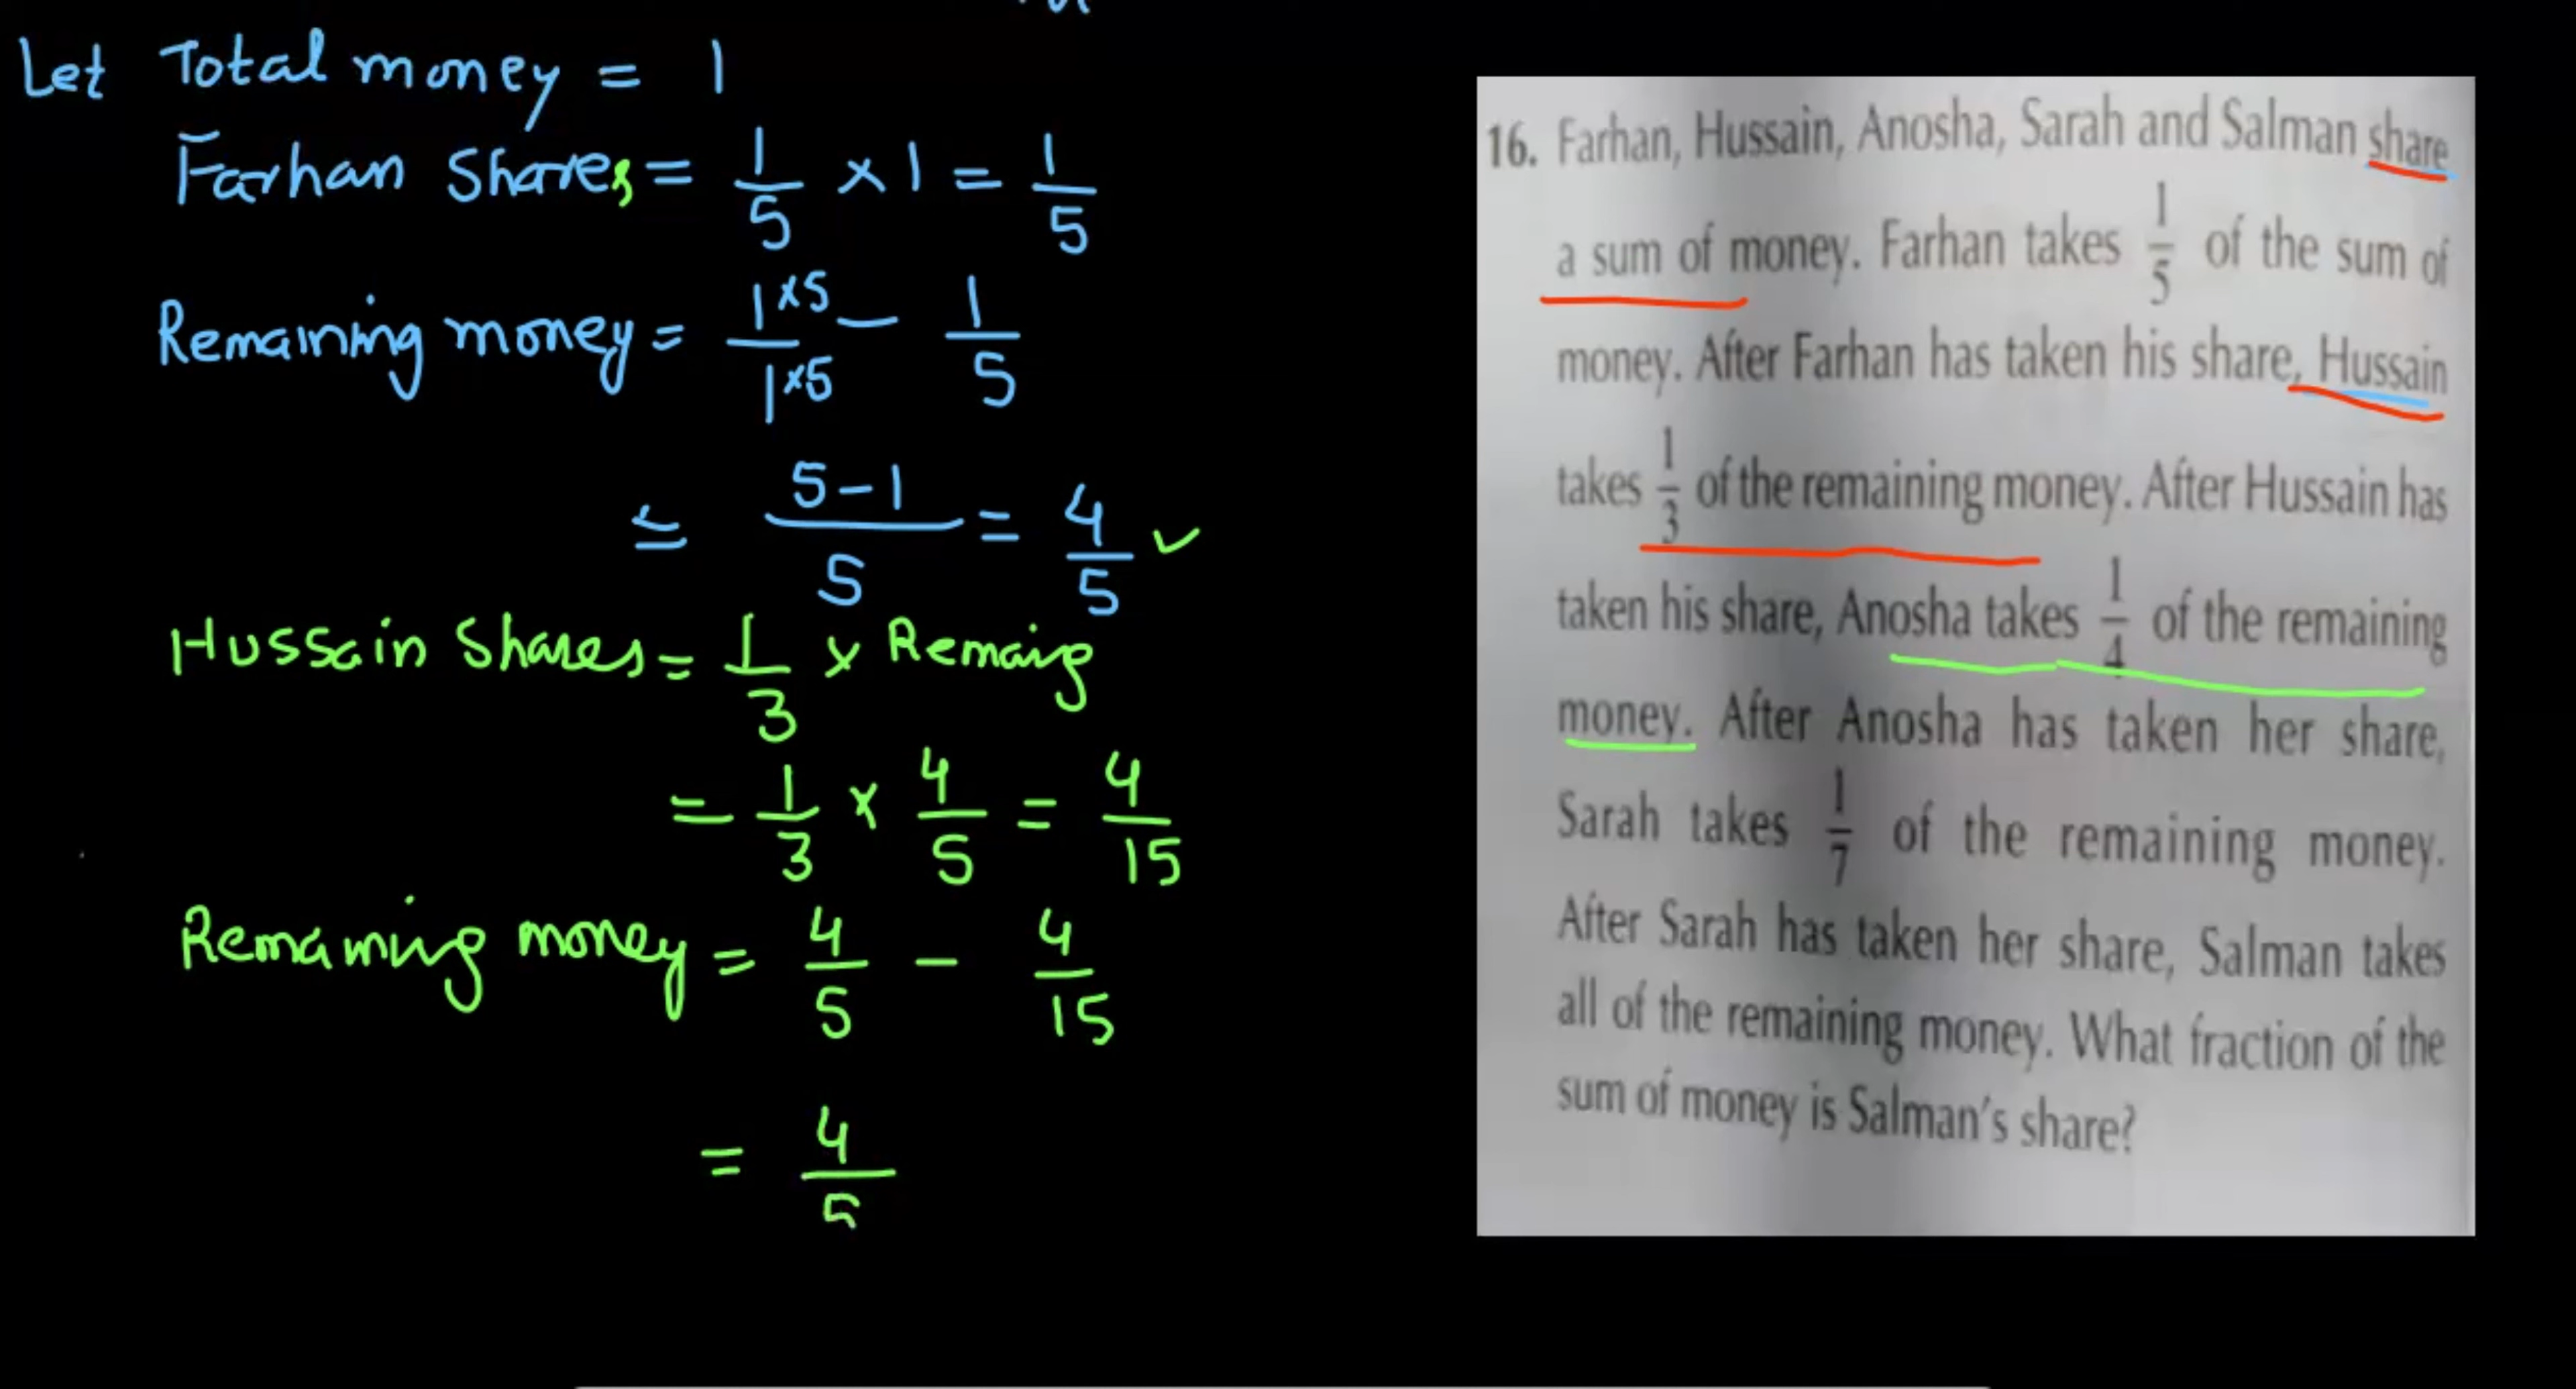 Let Total money = 1
Farhan Shares = 1/5 × 1 = 1/5
Remaining money = 1×5/1×5 − 1/5
= 5−1/5 = 4/5 ✓
Hussain Shares = 1/3 × Remaing
= 1/3 × 4/5 = 4/15
Remaining money = 4/5 − 4/15
= 4/5
16. Farhan, Hussain, Anosha, Sarah and Salman share
a sum of money. Farhan takes 1/5 of the sum of
money. After Farhan has taken his share, Hussain
takes 1/3 of the remaining money. After Hussain has
taken his share, Anosha takes 1/4 of the remaining
money. After Anosha has taken her share,
Sarah takes 1/7 of the remaining money.
After Sarah has taken her share, Salman takes
all of the remaining money. What fraction of the
sum of money is Salman's share?